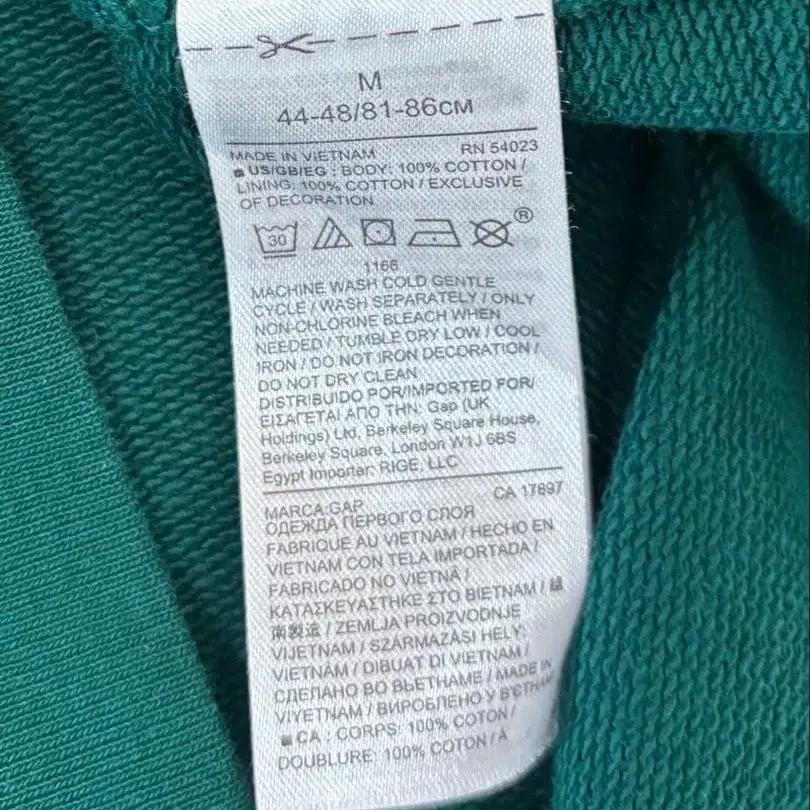 M
44-48/81-86CM
MADE IN VIETNAM RN 54023
US/GB/EG : BODY: 100% COTTON /
LINING: 100% COTTON / EXCLUSIVE
OF DECORATION
30 ®
1166
MACHINE WASH COLD GENTLE
CYCLE / WASH SEPARATELY / ONLY
NON-CHLORINE BLEACH WHEN
NEEDED / TUMBLE DRY LOW / COOL
IRON / DO NOT IRON DECORATION /
DO NOT DRY CLEAN
DISTRIBUIDO POR/IMPORTED FOR/
ΕΙΣΑΓΕΤΑΙ ΑΠΟ ΤΗΝ: Gap (UK
Holdings) Ltd, Berkeley Square House,
Berkeley Square, London W1J 6BS
Egypt Importer: RIGE, LLC
MARCA:GAP CA 17897
ОДЕЖДА ПЕРВОГО СЛОЯ
FABRIQUE AU VIETNAM / HECHO EN
VIETNAM CON TELA IMPORTADA /
FABRICADO NO VIETNÃ /
ΚΑΤΑΣΚΕΥΑΣΤΗΚΕ ΣΤΟ ΒΙΕΤΝΑΜ / 越
南製造 / ZEMLJA PROIZVODNJE
VIJETNAM / SZÁRMAZÁSI HELY:
VIETNÁM / DIBUAT DI VIETNAM /
СДЕЛАНО ВО ВЬЕТНАМЕ / MADE IN
VIYETNAM / ВИРОБЛЕНО У В'ЄТНАМ
CA : CORPS: 100% COTON /
DOUBLURE: 100% COTON / À